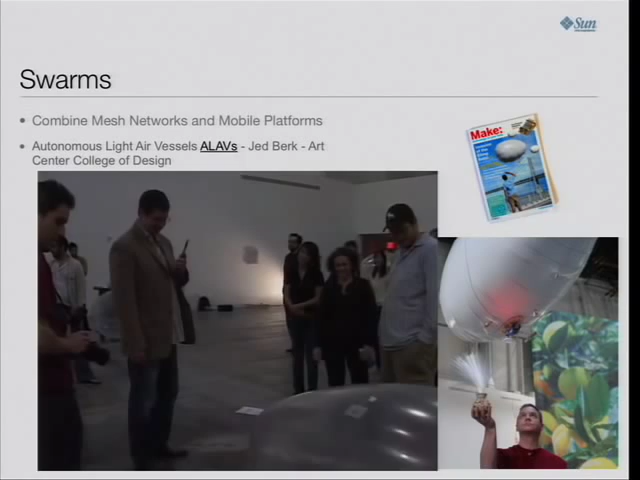 Sun
Swarms
• Combine Mesh Networks and Mobile Platforms
• Autonomous Light Air Vessels ALAVs - Jed Berk - Art
Center College of Design
Make: